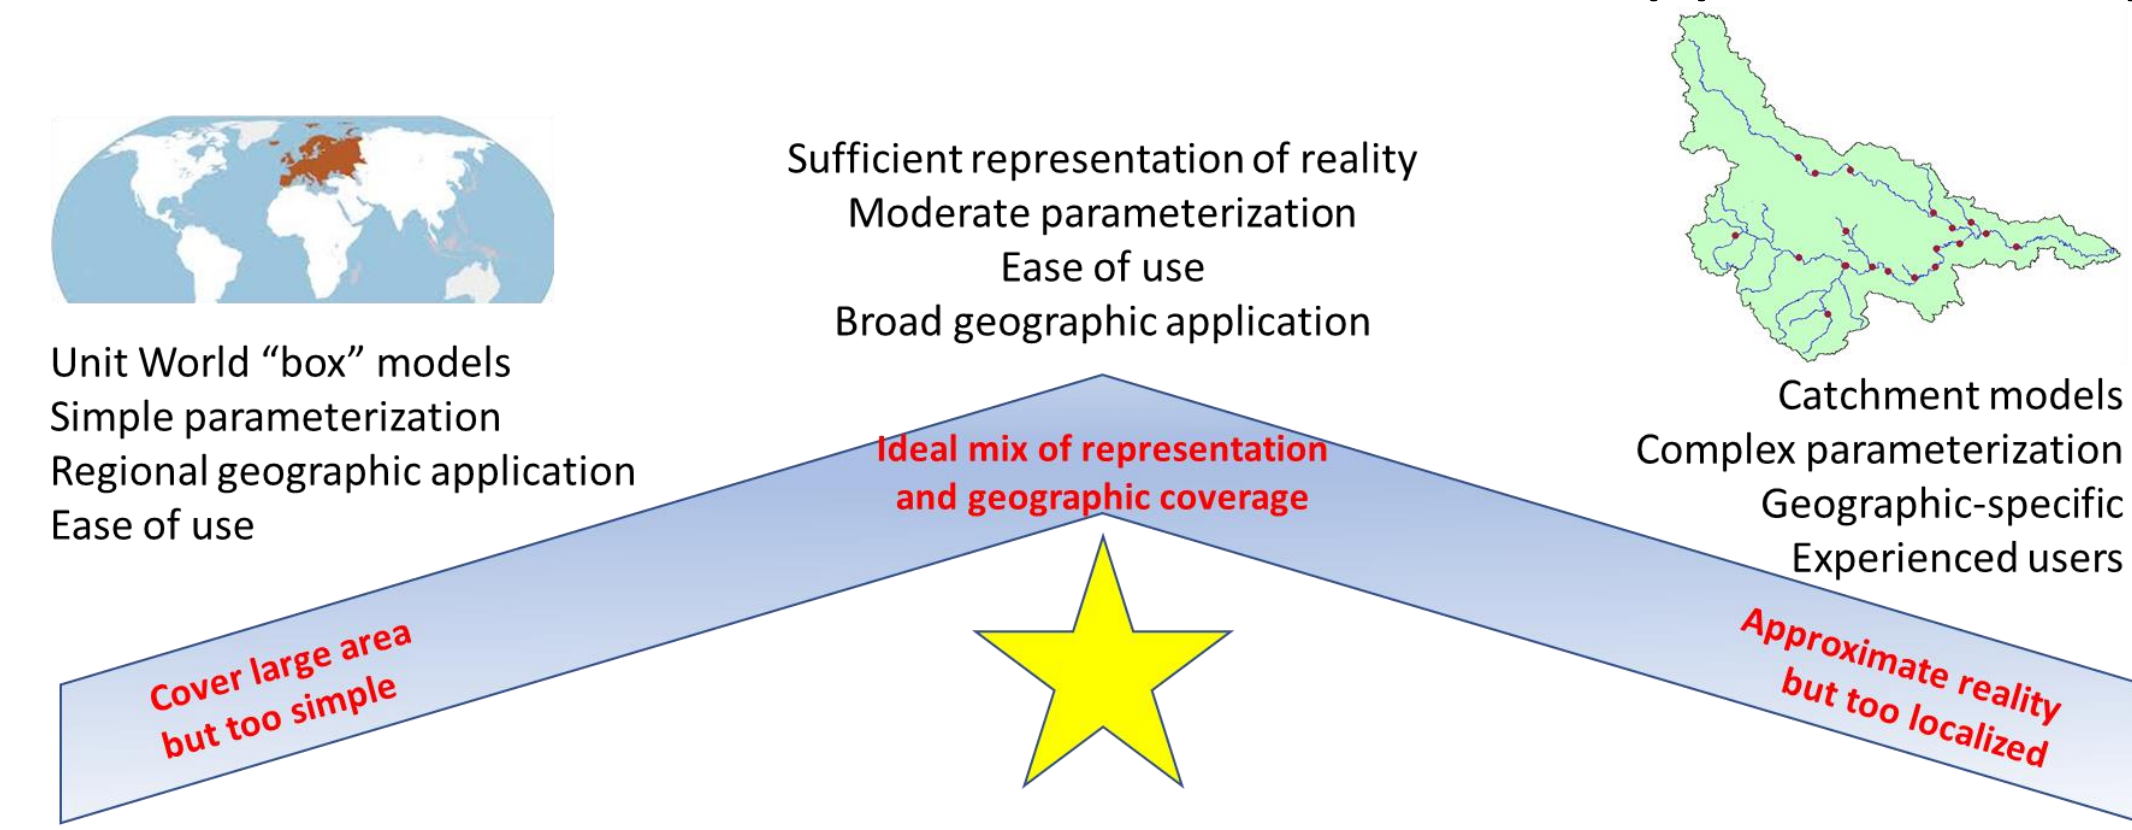 Unit World “box” models
Simple parameterization
Regional geographic application
Ease of use
Sufficient representation of reality
Moderate parameterization
Ease of use
Broad geographic application
Catchment models
Complex parameterization
Geographic-specific
Experienced users
Cover large area
but too simple
Ideal mix of representation
and geographic coverage
Approximate reality
but too localized